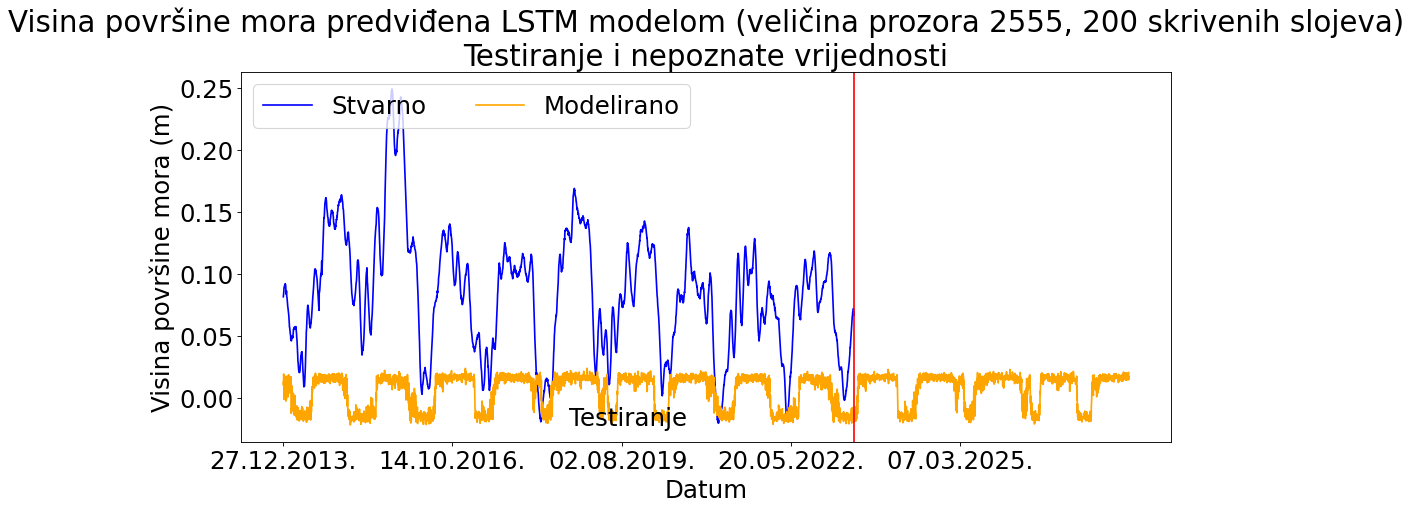 Visina površine mora predviđena LSTM modelom (veličina prozora 2555, 200 skrivenih slojeva)
Testiranje i nepoznate vrijednosti
Stvarno
Modelirano
Visina površine mora (m)
0.25
0.20
0.15
0.10
0.05
0.00
Testiranje
27.12.2013.
14.10.2016.
02.08.2019.
20.05.2022.
07.03.2025.
Datum